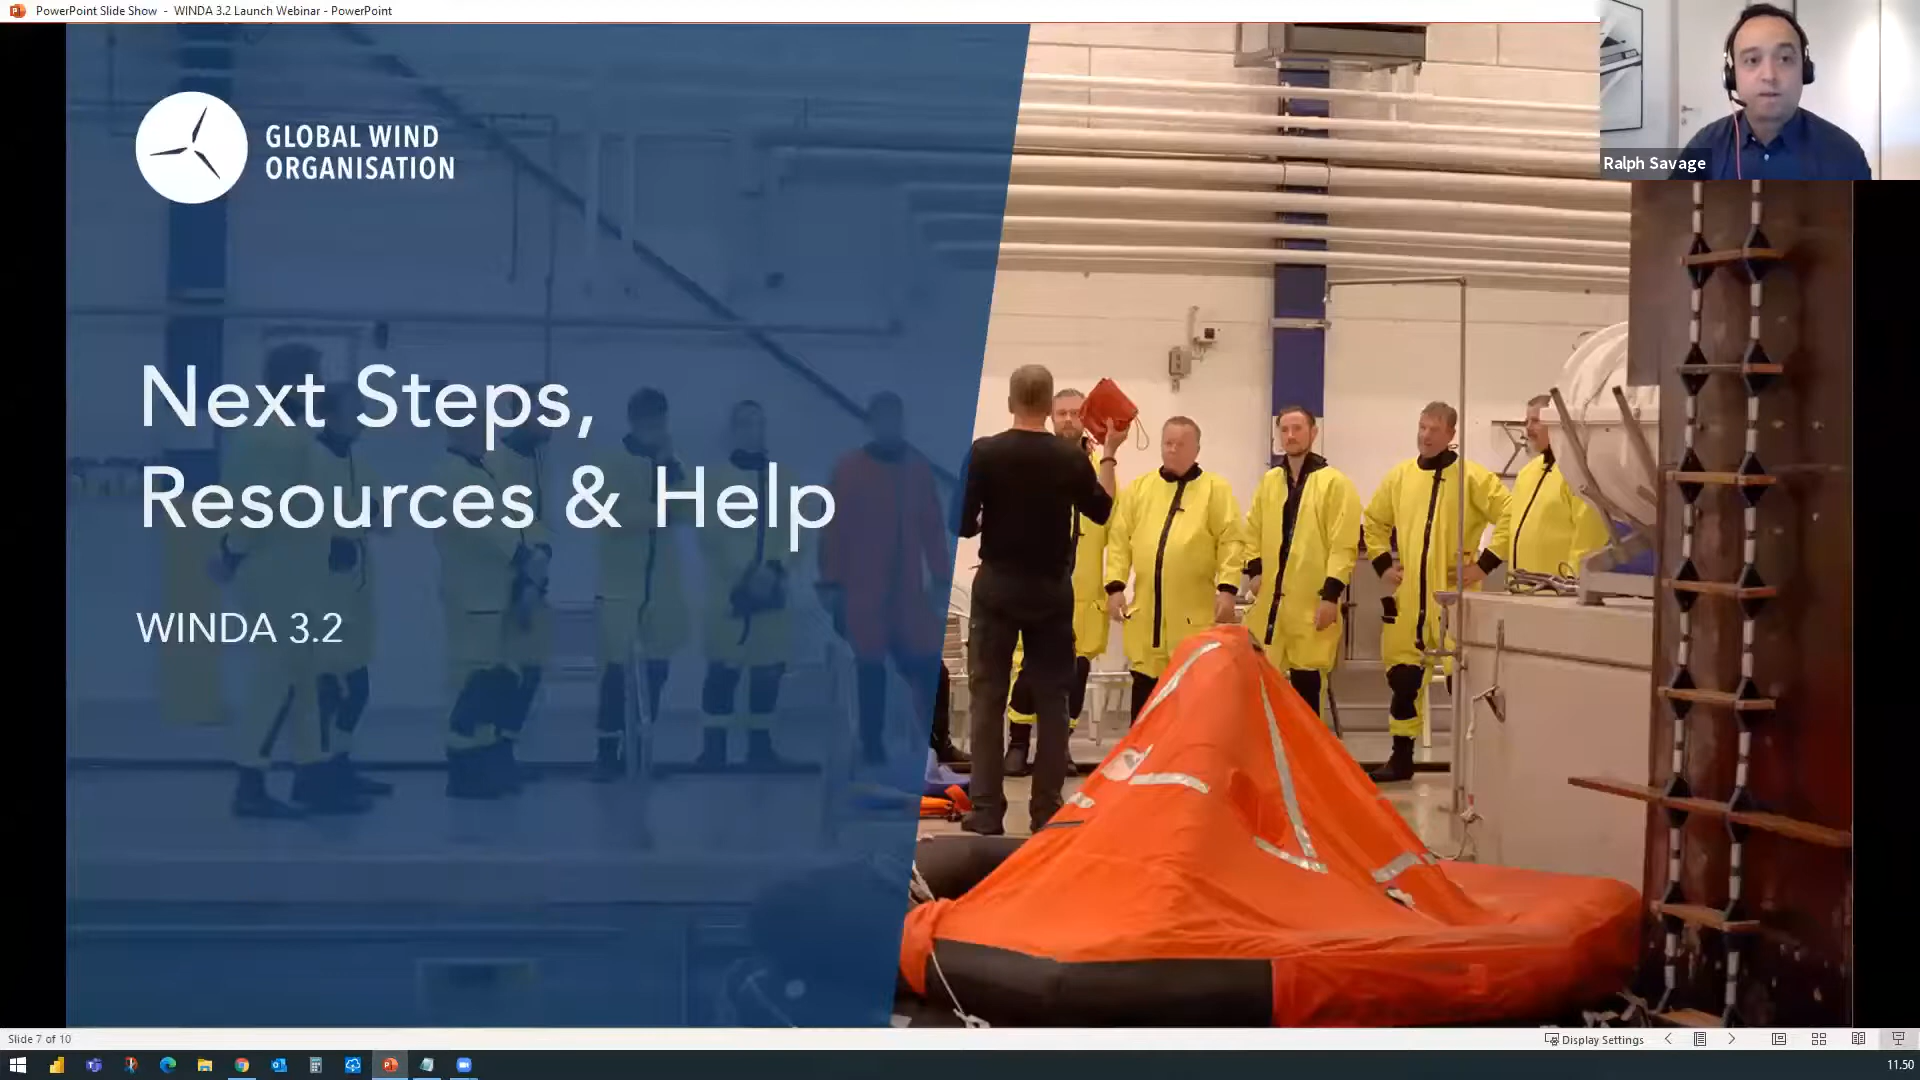 PowerPoint Slide Show - WINDA 3.2 Launch Webinar - PowerPoint
Ralph Savage
GLOBAL WIND
ORGANISATION
Next Steps,
Resources & Help
WINDA 3.2
Slide 7 of 10
Display Settings
11.50